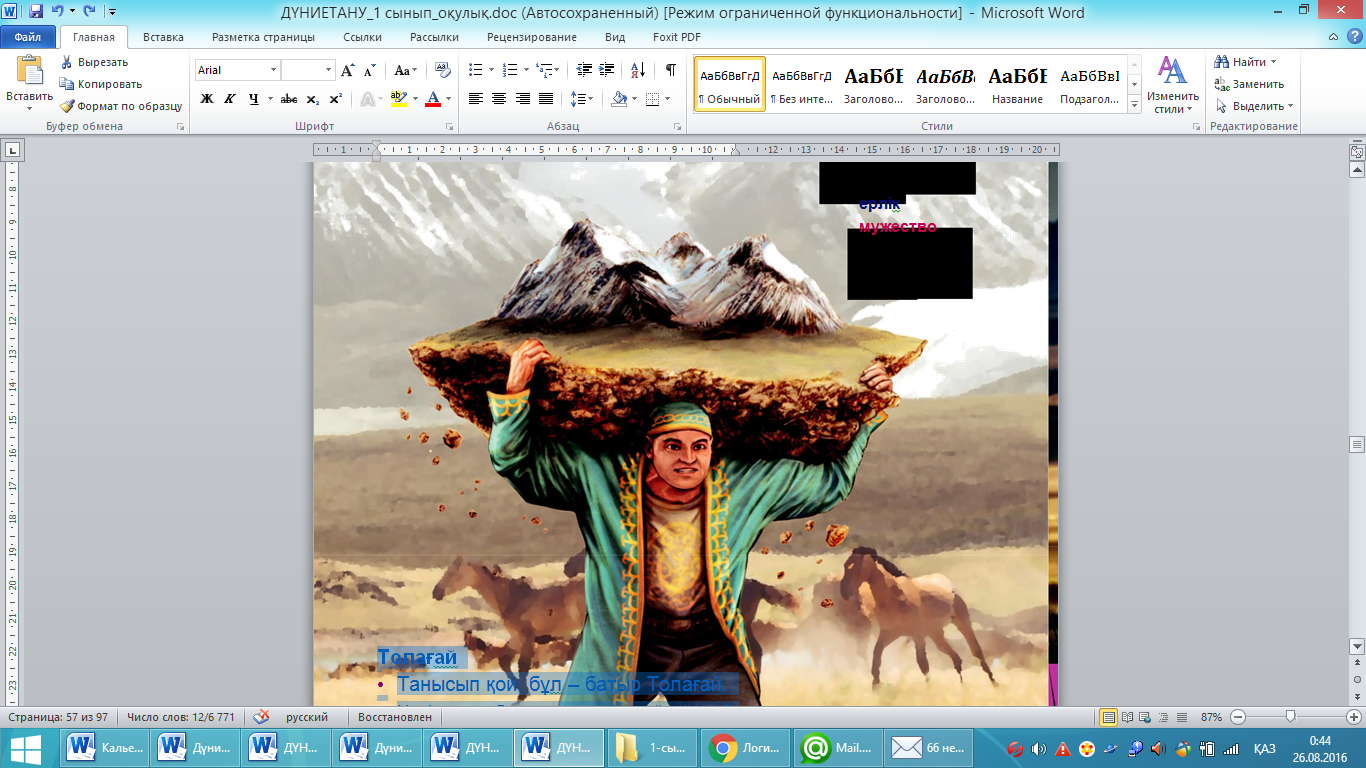 ДҮНИЕТАНУ_1 сынып_оқулық.doc (Автосохраненный) [Режим ограниченной функциональности] - Microsoft Word
Файл Главная Вставка Разметка страницы Ссылки Рассылки Рецензирование Вид Foxit PDF
Вставить
Вырезать
Копировать
Формат по образцу
Буфер обмена
Arial
Шрифт
Абзац
АаБбВвГгД АаБбВвГгД АаБбВ АаБбВв АаБбВ АаБбВвІ
¶ Обычный ¶ Без инте... Заголово... Заголово... Название Подзагол...
Стили
Изменить стили
Найти
Заменить
Выделить
Редактирование
ерлік
мужество
Толағай
• Танысып қой, бұл – батыр Толағай.
Страница: 57 из 97 Число слов: 12/6 771 русский Восстановлен 87%
Калье... Дүни... ДҮН... Дүни... ДҮН... ДҮН... 1-сы... Логи... Mail.... 66 не... ҚАЗ 0:44
26.08.2016